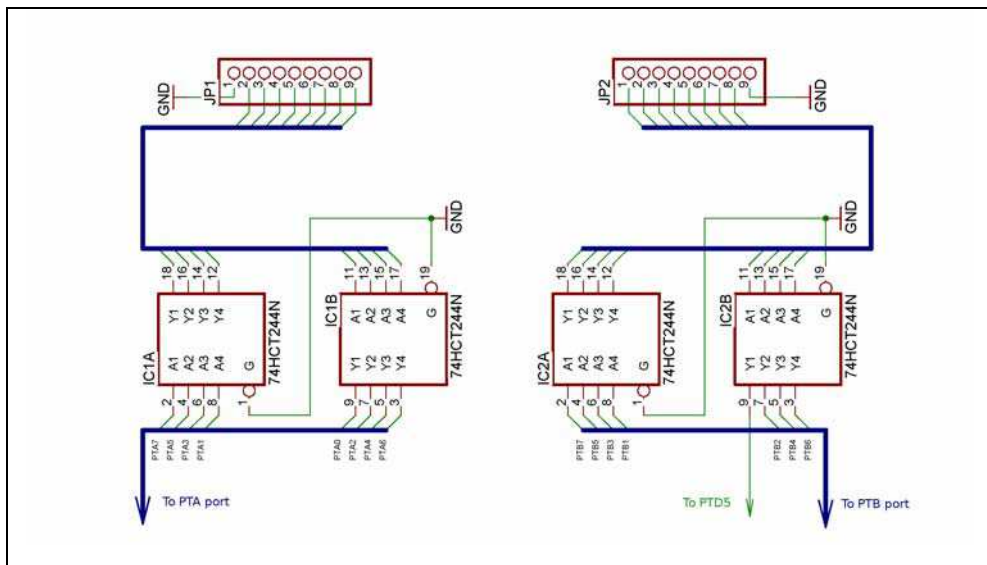 JP1
1 2 3 4 5 6 7 8 9
GND
JP2
1 2 3 4 5 6 7 8 9
GND
GND
GND
18 16 14 12
11 13 15 17 19
18 16 14 12
11 13 15 17 19
IC1A
Y1 Y2 Y3 Y4
A1 A2 A3 A4 G
74HCT244N
IC1B
A1 A2 A3 A4 G
Y1 Y2 Y3 Y4
74HCT244N
IC2A
Y1 Y2 Y3 Y4
A1 A2 A3 A4 G
74HCT244N
IC2B
A1 A2 A3 A4 G
Y1 Y2 Y3 Y4
74HCT244N
2 4 6 8 1
9 7 5 3
2 4 6 8 1
9 7 5 3
PTA7 PTA5 PTA3 PTA1
PTA0 PTA2 PTA4 PTA6
PTB7 PTB5 PTB3 PTB1
PTB2 PTB4 PTB6
To PTA port
To PTD5
To PTB port